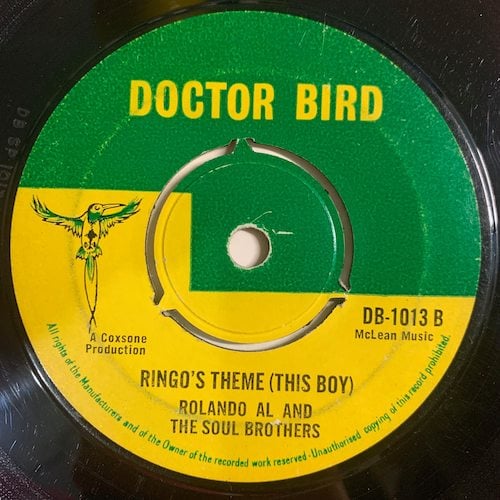 DOCTOR BIRD
A Coxsone
Production
DB-1013 B
McLean Music
RINGO'S THEME (THIS BOY)
ROLANDO AL AND
THE SOUL BROTHERS
All rights of the Manufacturers and of the Owner of the recorded work reserved · Unauthorised copying of this record prohibited.